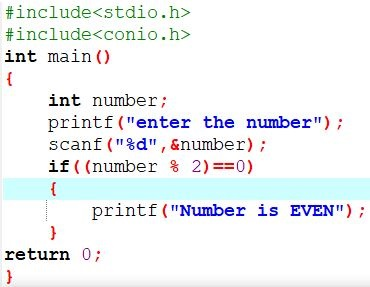 #include<stdio.h>
#include<conio.h>
int main()
{
    int number;
    printf("enter the number");
    scanf("%d",&number);
    if((number % 2)==0)
    {
        printf("Number is EVEN");
    }
return 0;
}